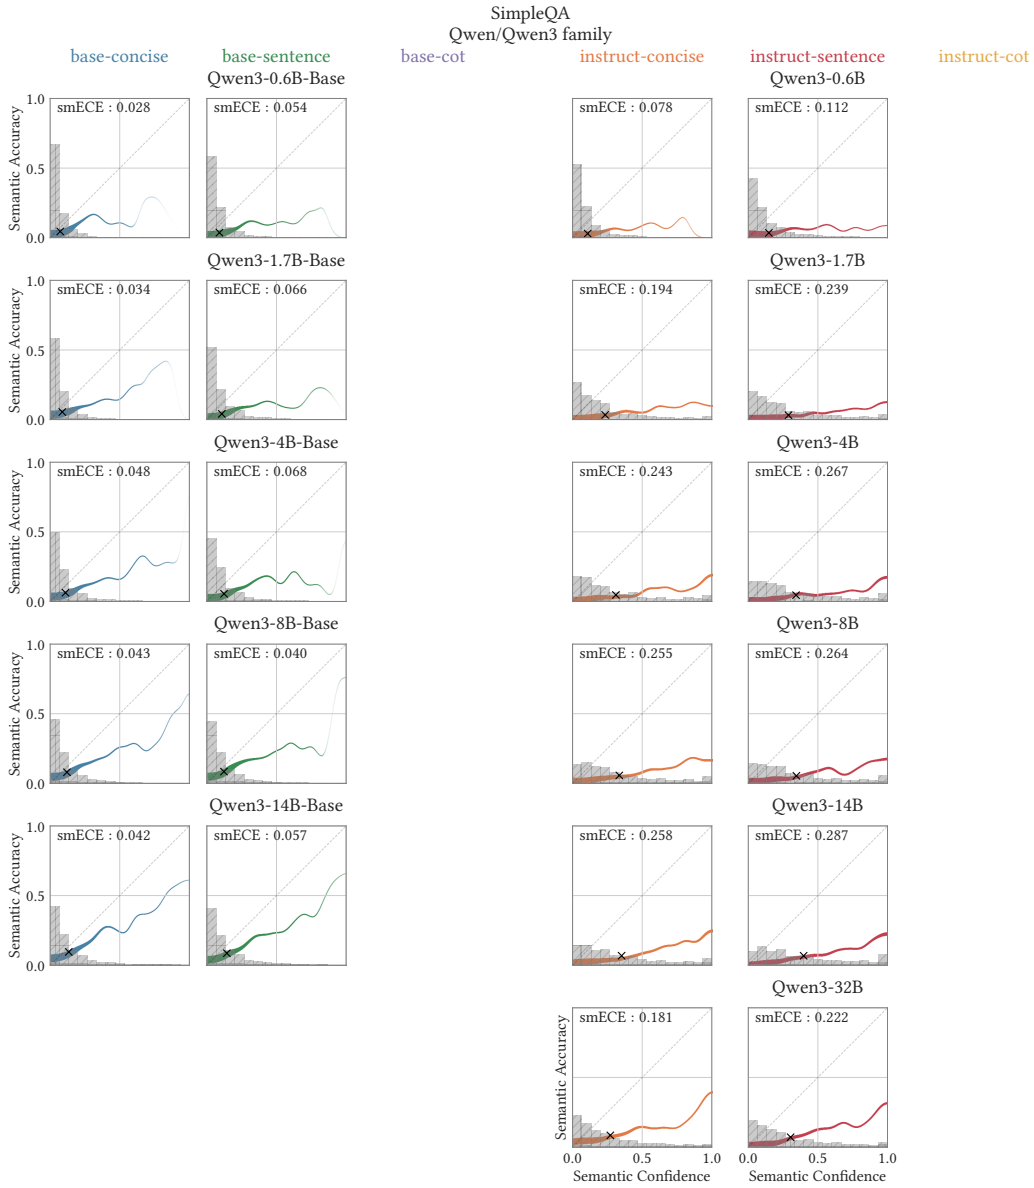 SimpleQA
Qwen/Qwen3 family
base-concise base-sentence base-cot instruct-concise instruct-sentence instruct-cot
Qwen3-0.6B-Base Qwen3-0.6B
1.0 smECE : 0.028 smECE : 0.054 smECE : 0.078 smECE : 0.112
Semantic Accuracy
0.5
0.0
Qwen3-1.7B-Base Qwen3-1.7B
1.0 smECE : 0.034 smECE : 0.066 smECE : 0.194 smECE : 0.239
Semantic Accuracy
0.5
0.0
Qwen3-4B-Base Qwen3-4B
1.0 smECE : 0.048 smECE : 0.068 smECE : 0.243 smECE : 0.267
Semantic Accuracy
0.5
0.0
Qwen3-8B-Base Qwen3-8B
1.0 smECE : 0.043 smECE : 0.040 smECE : 0.255 smECE : 0.264
Semantic Accuracy
0.5
0.0
Qwen3-14B-Base Qwen3-14B
1.0 smECE : 0.042 smECE : 0.057 smECE : 0.258 smECE : 0.287
Semantic Accuracy
0.5
0.0
Qwen3-32B
smECE : 0.181 smECE : 0.222
Semantic Accuracy
0.0 0.5 1.0 0.0 0.5 1.0
Semantic Confidence Semantic Confidence